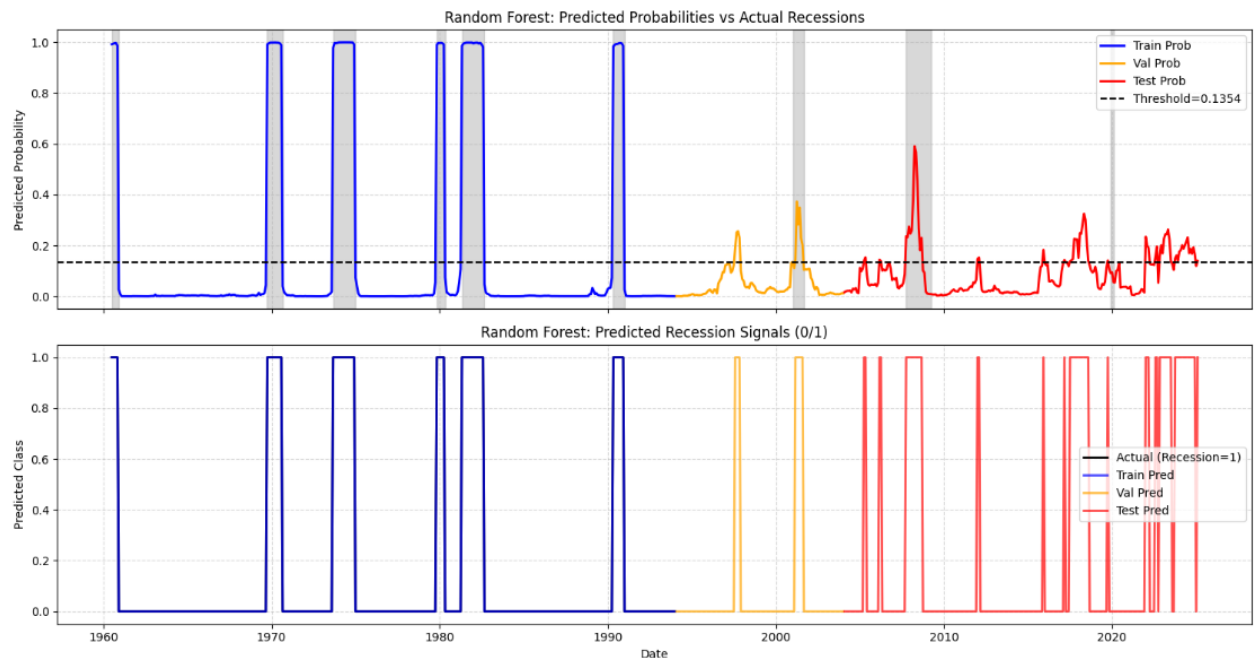 Random Forest: Predicted Probabilities vs Actual Recessions
Predicted Probability
1.0
0.8
0.6
0.4
0.2
0.0
Train Prob
Val Prob
Test Prob
Threshold=0.1354
Random Forest: Predicted Recession Signals (0/1)
Predicted Class
1.0
0.8
0.6
0.4
0.2
0.0
Actual (Recession=1)
Train Pred
Val Pred
Test Pred
1960 1970 1980 1990 2000 2010 2020
Date